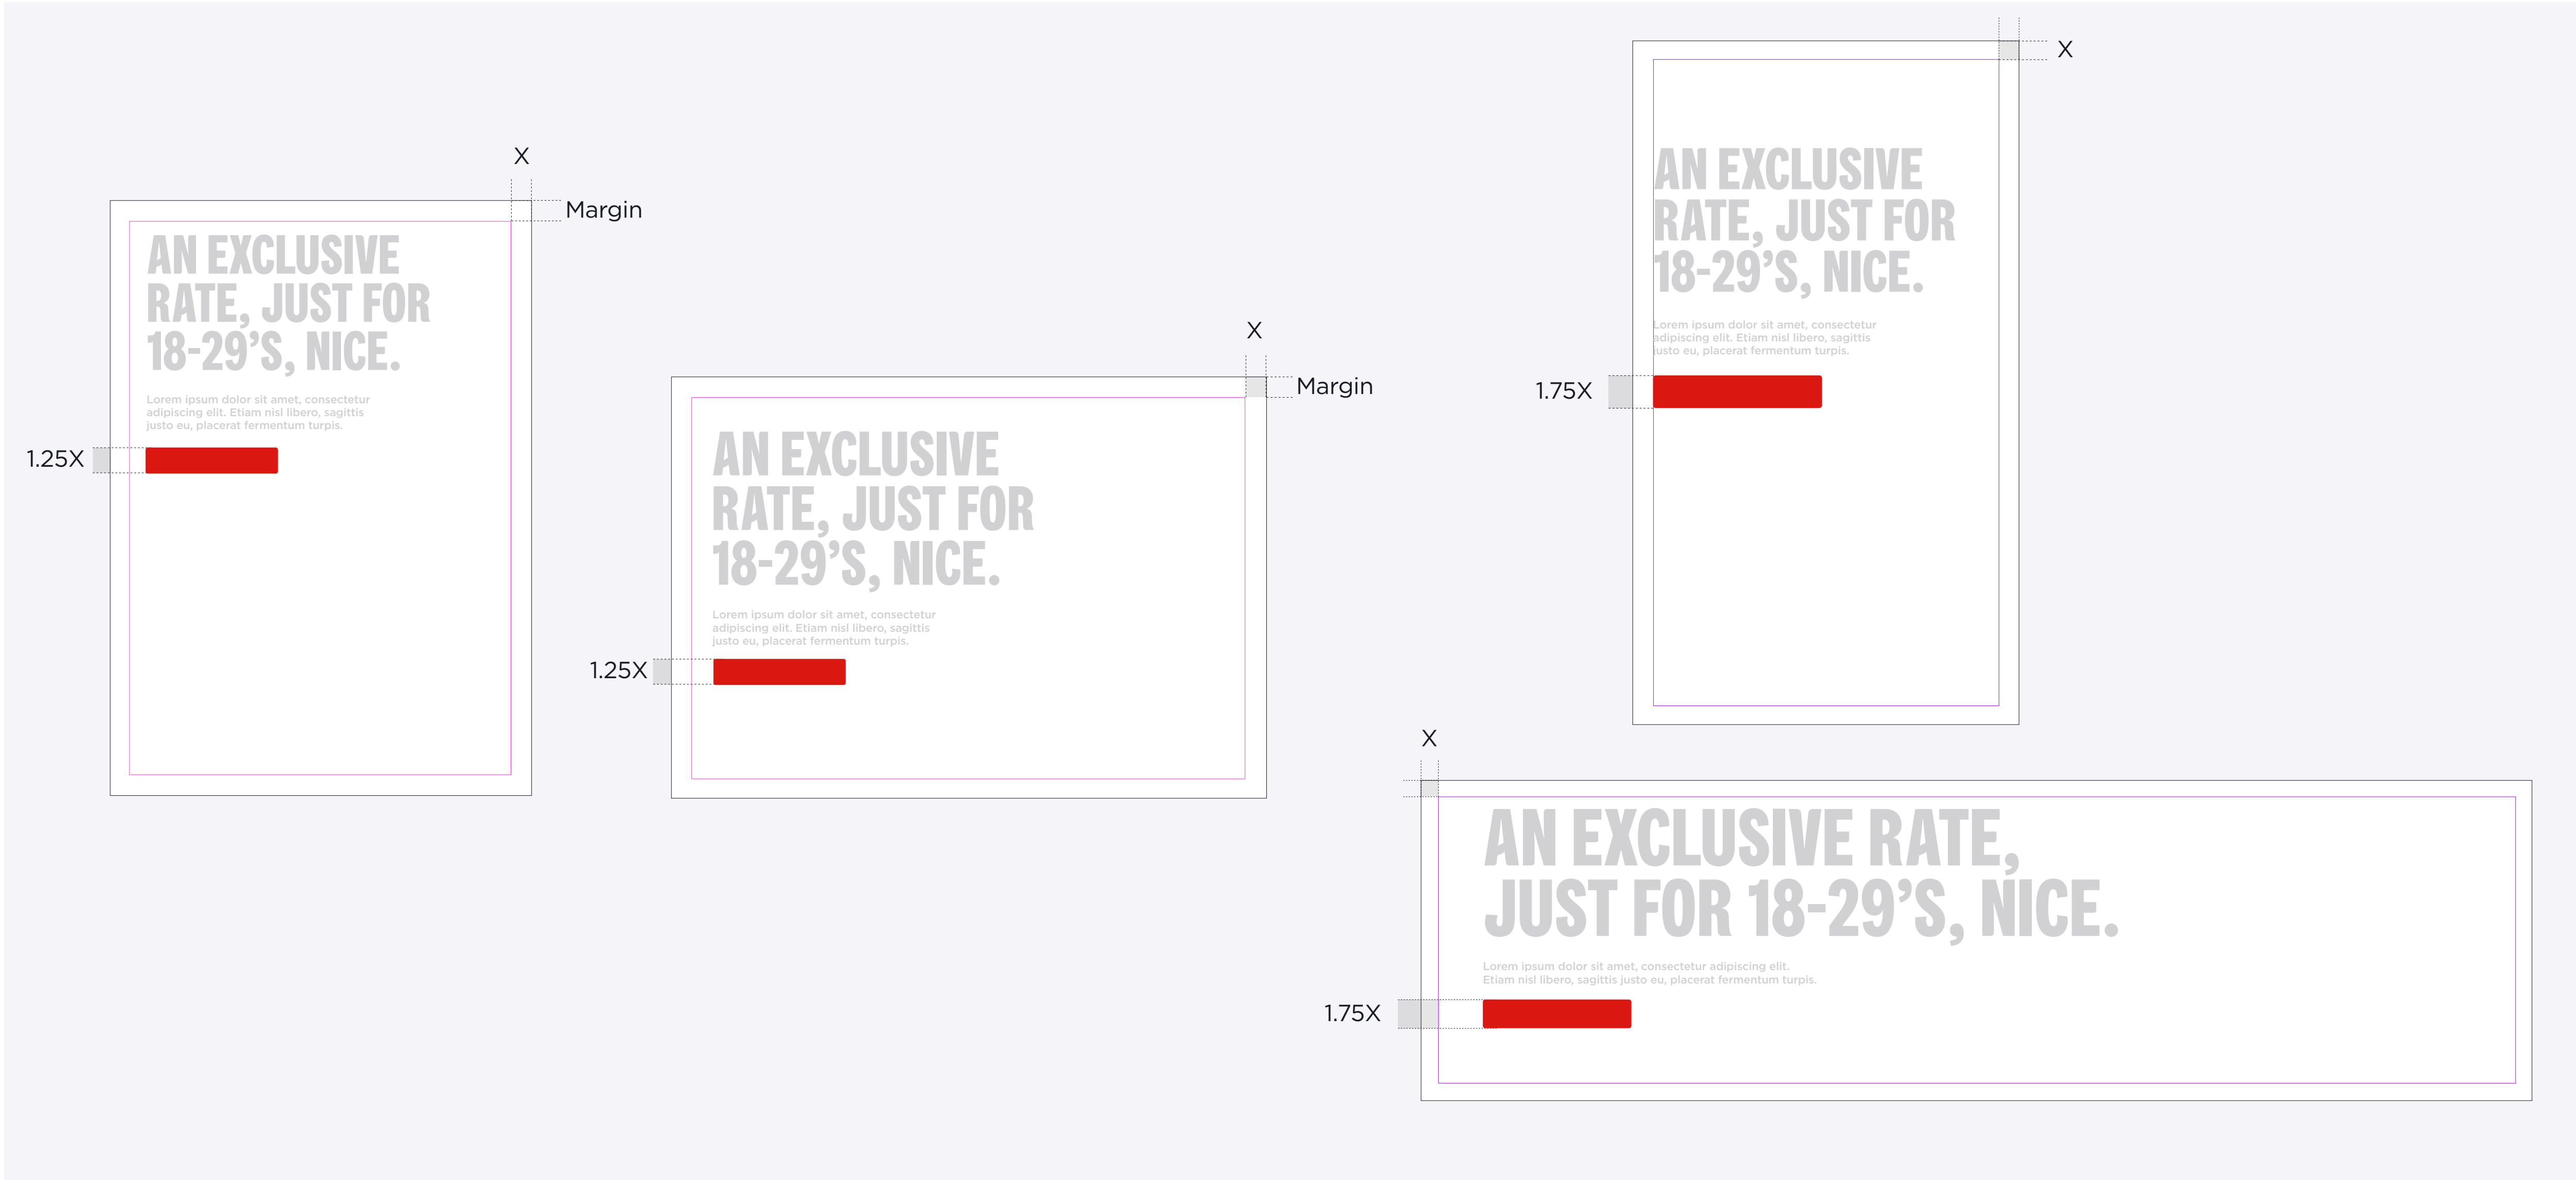 X
Margin
AN EXCLUSIVE
RATE, JUST FOR
18-29’S, NICE.
Lorem ipsum dolor sit amet, consectetur
adipiscing elit. Etiam nisl libero, sagittis
justo eu, placerat fermentum turpis.
1.25X
X
Margin
AN EXCLUSIVE
RATE, JUST FOR
18-29’S, NICE.
Lorem ipsum dolor sit amet, consectetur
adipiscing elit. Etiam nisl libero, sagittis
justo eu, placerat fermentum turpis.
1.25X
X
AN EXCLUSIVE
RATE, JUST FOR
18-29’S, NICE.
Lorem ipsum dolor sit amet, consectetur
adipiscing elit. Etiam nisl libero, sagittis
justo eu, placerat fermentum turpis.
1.75X
X
AN EXCLUSIVE RATE,
JUST FOR 18-29’S, NICE.
Lorem ipsum dolor sit amet, consectetur adipiscing elit.
Etiam nisl libero, sagittis justo eu, placerat fermentum turpis.
1.75X